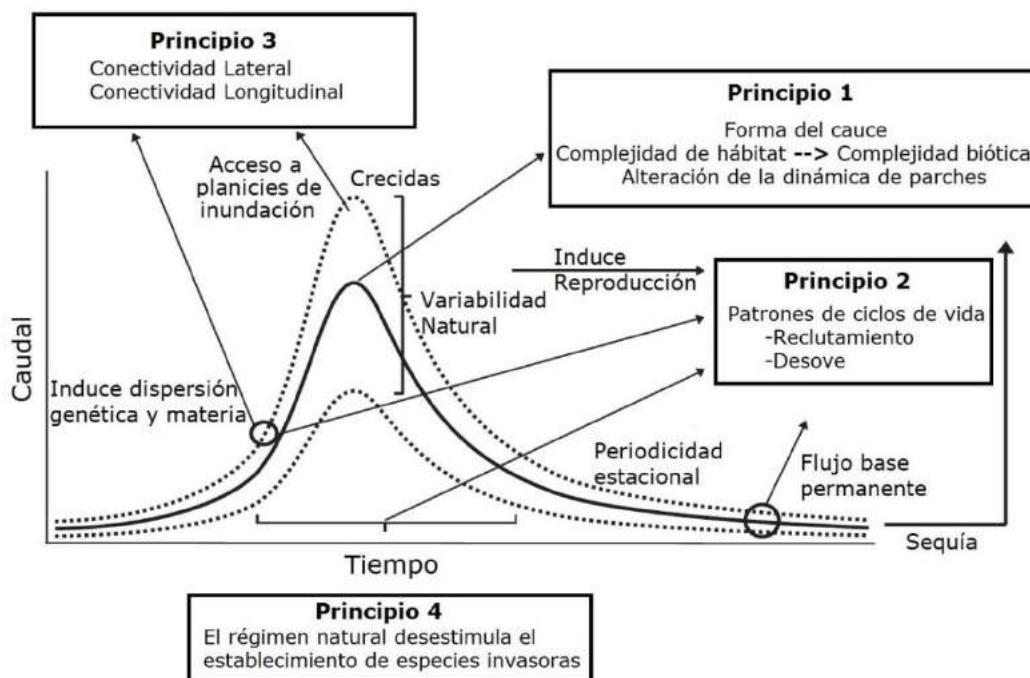 Principio 3
Conectividad Lateral
Conectividad Longitudinal
Principio 1
Forma del cauce
Complejidad de hábitat --> Complejidad biótica
Alteración de la dinámica de parches
Acceso a
planicies de
inundación
Crecidas
Induce
Reproducción
Principio 2
Patrones de ciclos de vida
-Reclutamiento
-Desove
Variabilidad
Natural
Caudal
Induce dispersión
genética y materia
Periodicidad
estacional
Flujo base
permanente
Sequía
Tiempo
Principio 4
El régimen natural desestimula el
establecimiento de especies invasoras